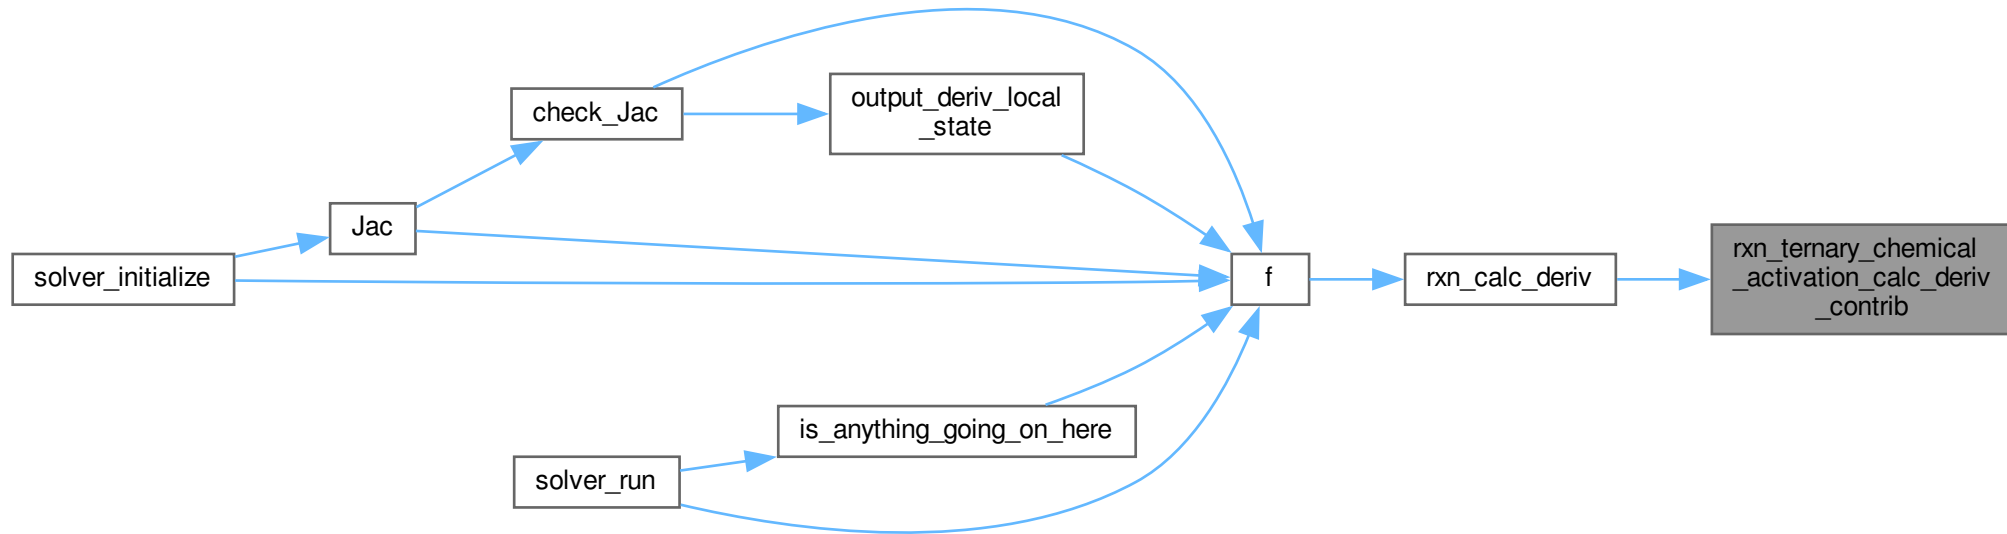 check_Jac
output_deriv_local
_state
Jac
solver_initialize
f
rxn_calc_deriv
rxn_ternary_chemical
_activation_calc_deriv
_contrib
is_anything_going_on_here
solver_run